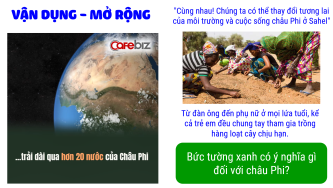 VẬN DỤNG – MỞ RỘNG
CafeBiz
...trải dài qua hơn 20 nước của Châu Phi
"Cùng nhau! Chúng ta có thể thay đổi tương lai
của môi trường và cuộc sống châu Phi ở Sahel"
Từ đàn ông đến phụ nữ ở mọi lứa tuổi, kể
cả trẻ em đều chung tay tham gia trồng
hàng loạt cây chịu hạn.
Bức tường xanh có ý nghĩa gì
đối với châu Phi?